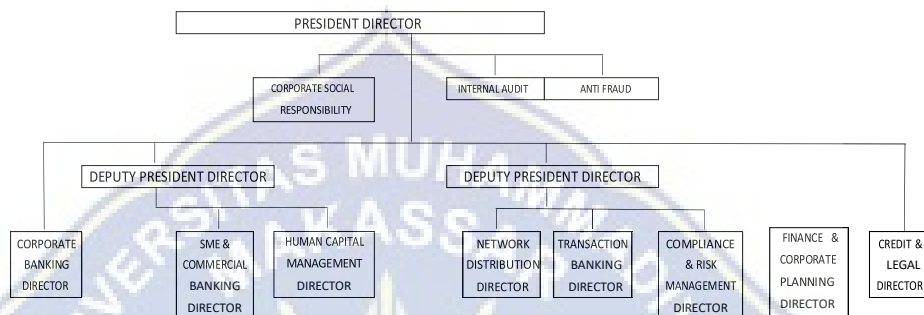 PRESIDENT DIRECTOR
CORPORATE SOCIAL
RESPONSIBILITY
INTERNAL AUDIT
ANTI FRAUD
DEPUTY PRESIDENT DIRECTOR
DEPUTY PRESIDENT DIRECTOR
CORPORATE
BANKING
DIRECTOR
SME &
COMMERCIAL
BANKING
DIRECTOR
HUMAN CAPITAL
MANAGEMENT
DIRECTOR
NETWORK
DISTRIBUTION
DIRECTOR
TRANSACTION
BANKING
DIRECTOR
COMPLIANCE
& RISK
MANAGEMENT
DIRECTOR
FINANCE &
CORPORATE
PLANNING
DIRECTOR
CREDIT &
LEGAL
DIRECTOR